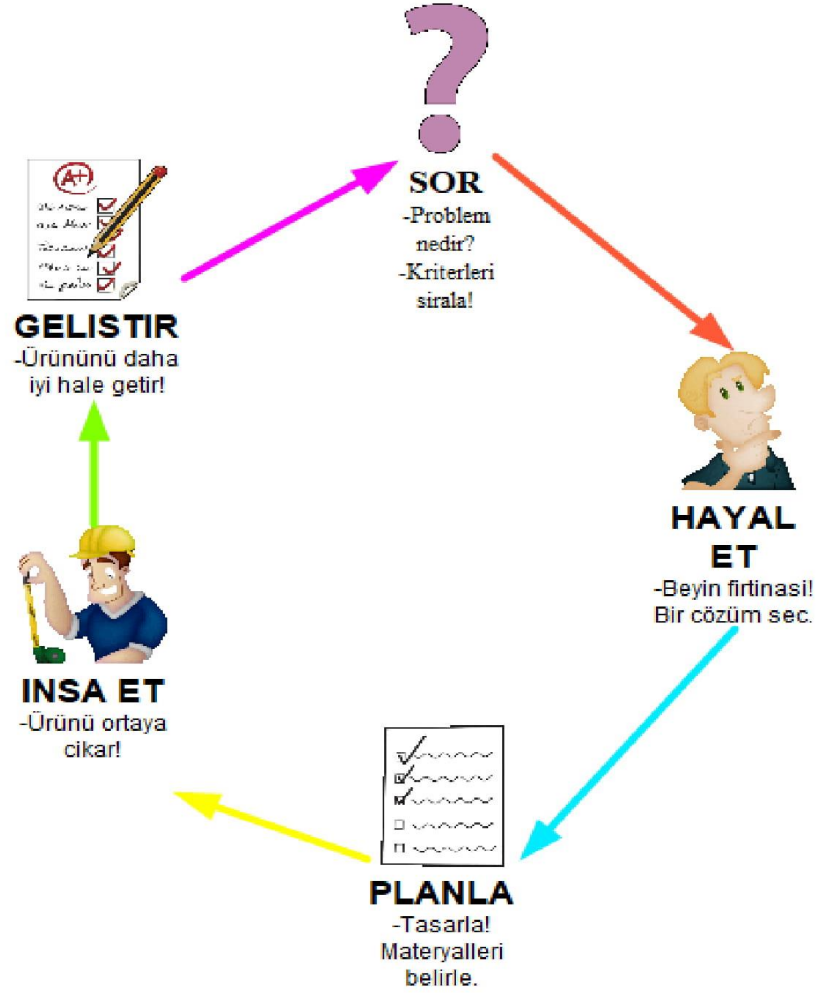 SOR
-Problem
nedir?
-Kriterleri
sirala!
HAYAL
ET
-Beyin firtinasi!
Bir cözüm sec.
PLANLA
-Tasarla!
Materyalleri
belirle.
INSA ET
-Ürünü ortaya
cikar!
A+
GELISTIR
-Ürününü daha
iyi hale getir!